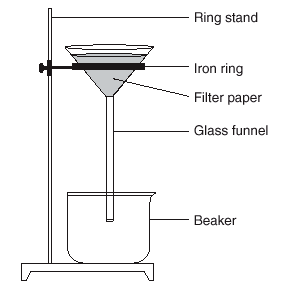 Ring stand
Iron ring
Filter paper
Glass funnel
Beaker